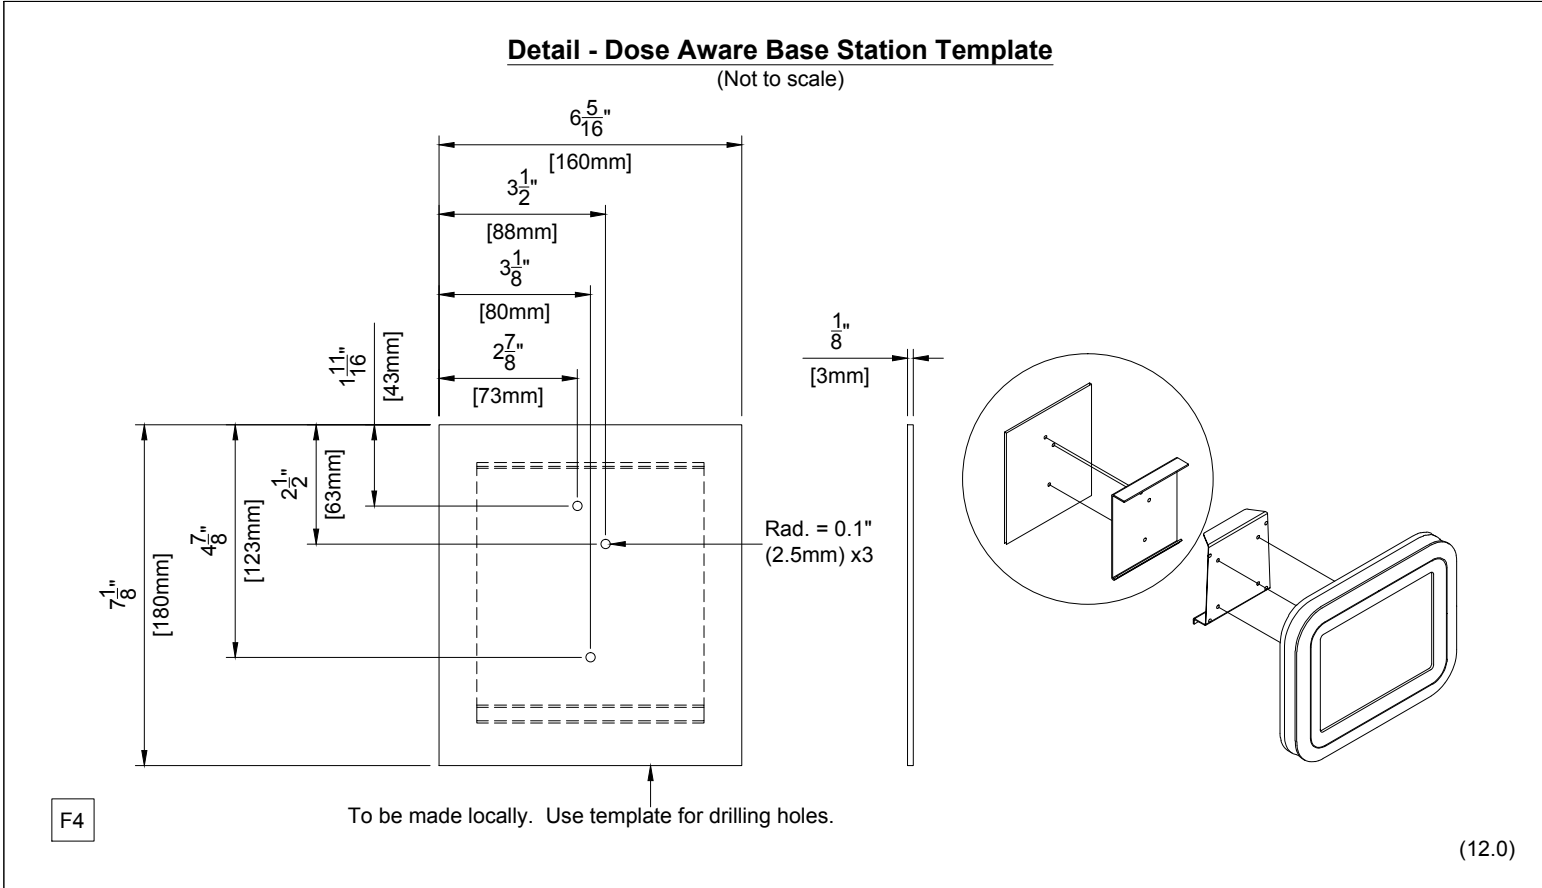 Detail - Dose Aware Base Station Template
(Not to scale)
6 5/16"
[160mm]
3 1/2"
[88mm]
3 1/8"
[80mm]
2 7/8"
[73mm]
1 11/16"
[43mm]
1/8"
[3mm]
2 1/2"
[63mm]
4 7/8"
[123mm]
7 1/8"
[180mm]
Rad. = 0.1"
(2.5mm) x3
To be made locally.  Use template for drilling holes.
F4
(12.0)